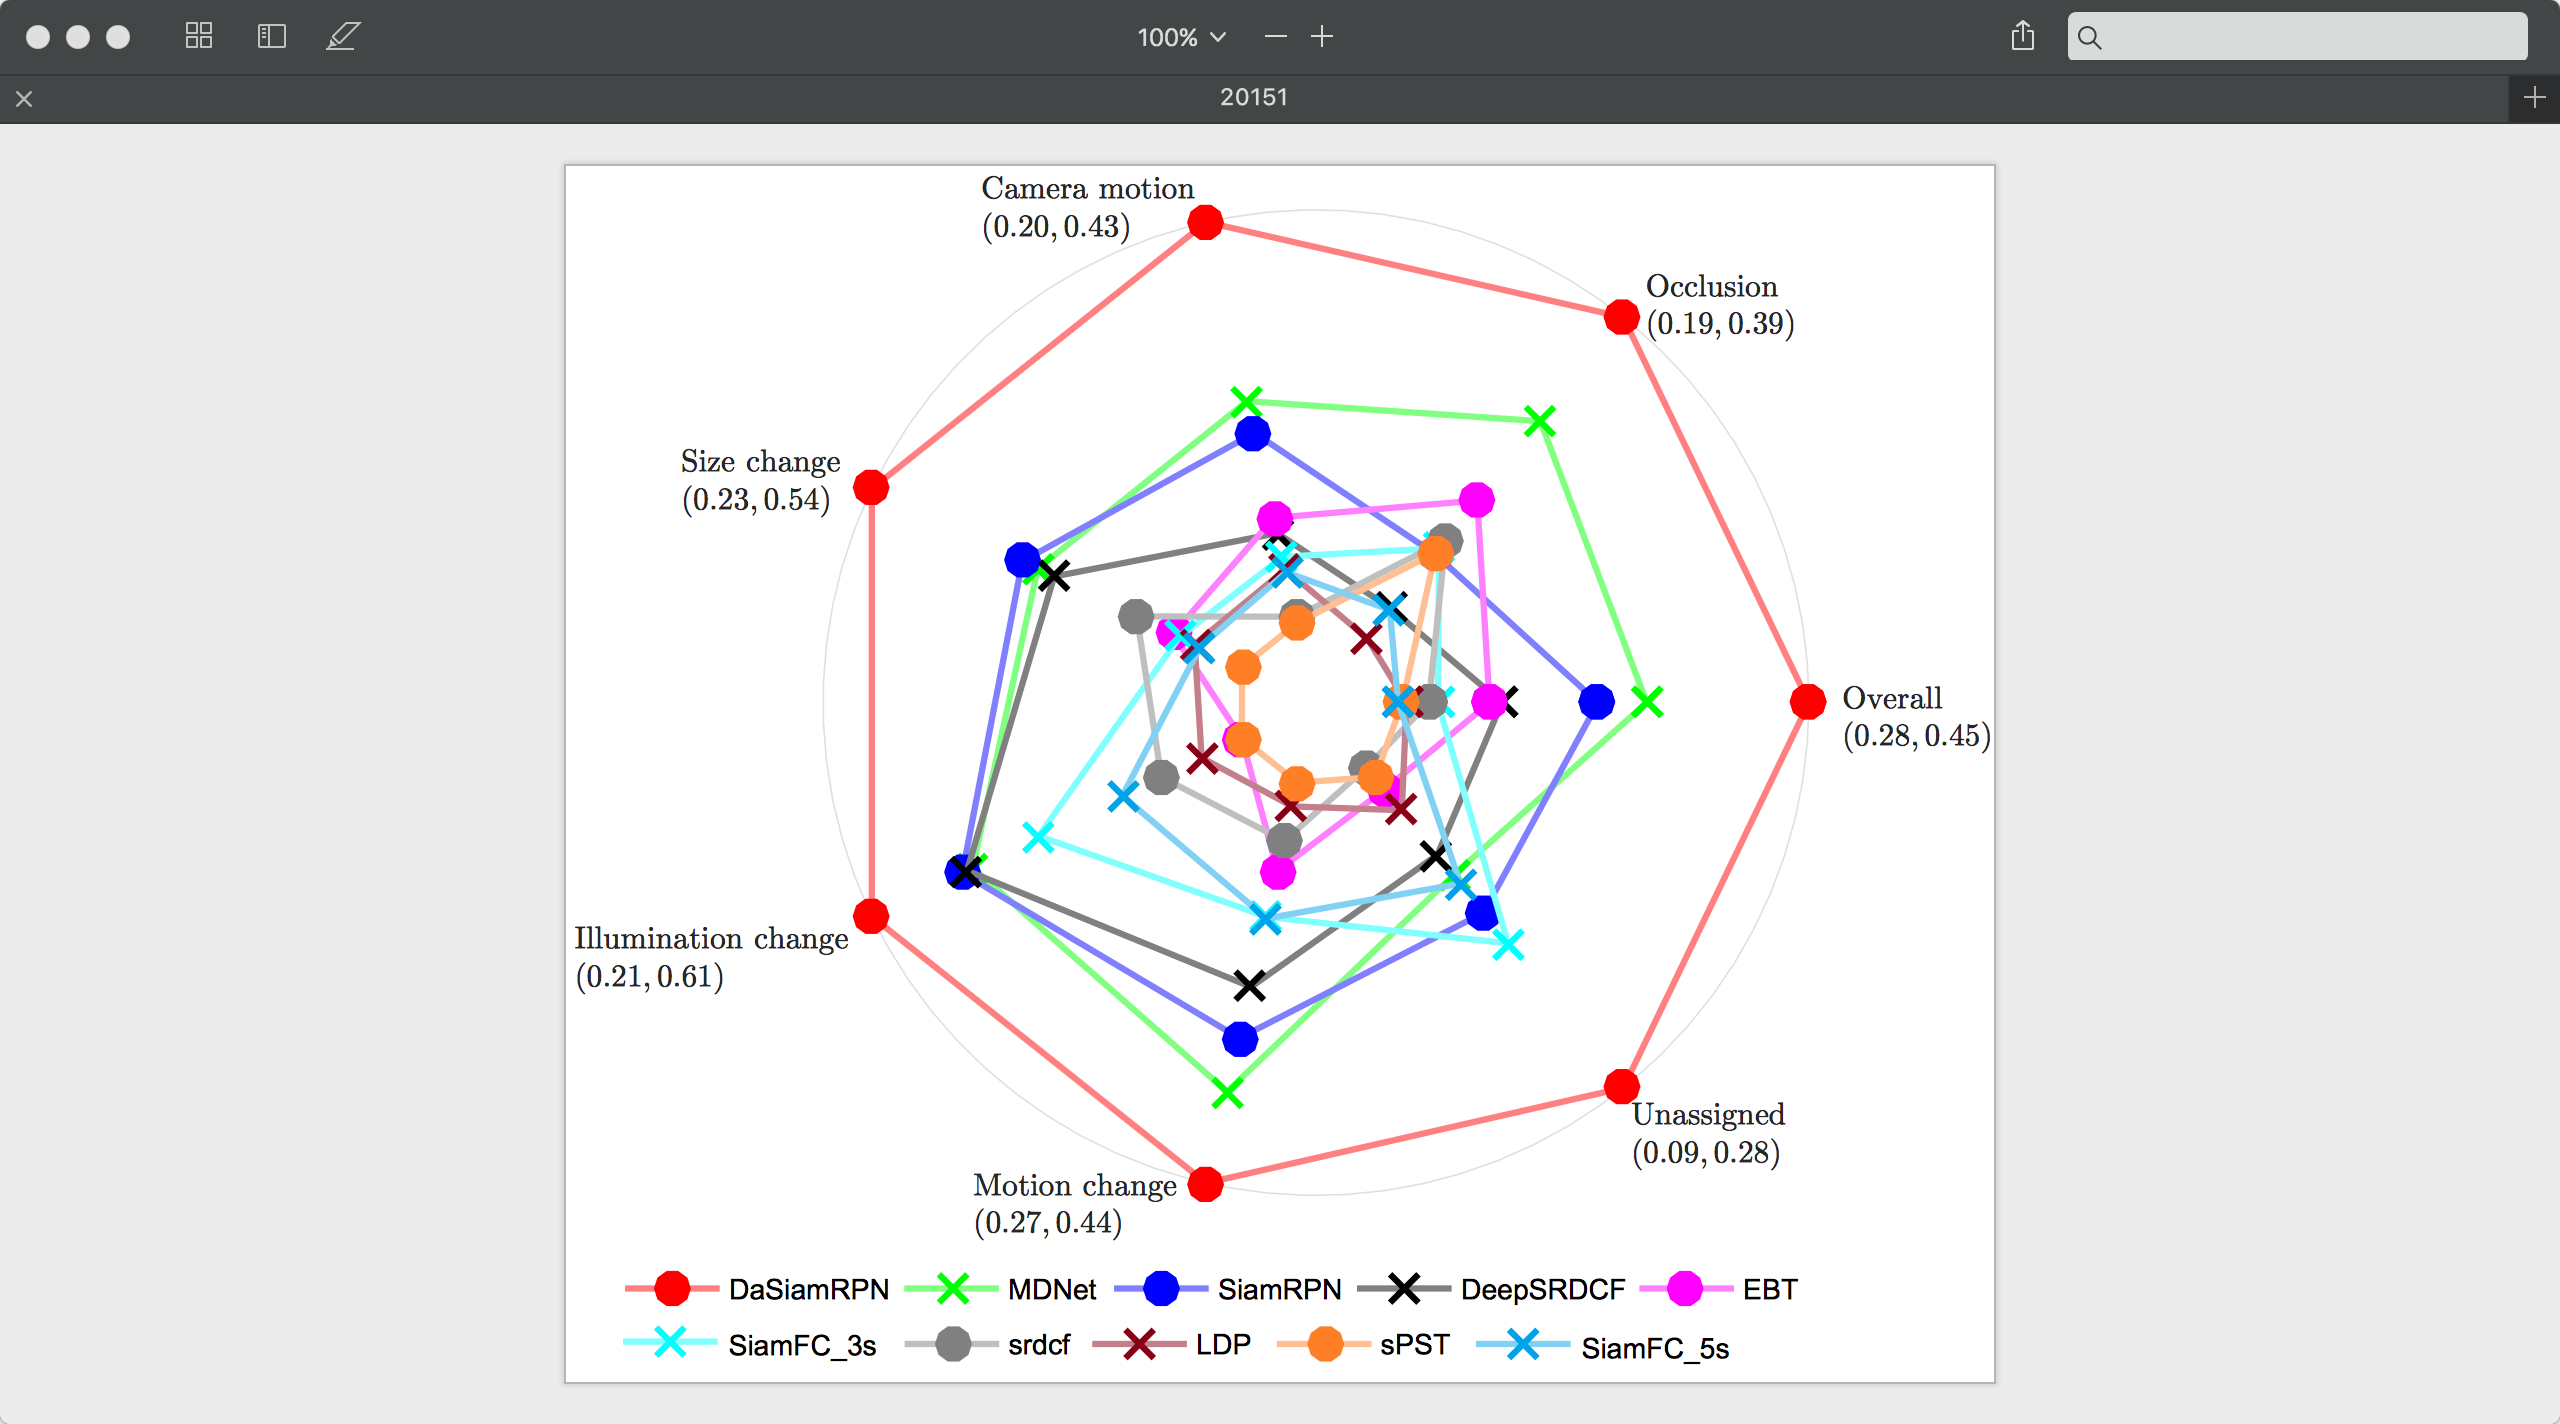 100%
20151
Camera motion
(0.20, 0.43)
Occlusion
(0.19, 0.39)
Size change
(0.23, 0.54)
Overall
(0.28, 0.45)
Illumination change
(0.21, 0.61)
Unassigned
(0.09, 0.28)
Motion change
(0.27, 0.44)
DaSiamRPN MDNet SiamRPN DeepSRDCF EBT
SiamFC_3s srdcf LDP sPST SiamFC_5s